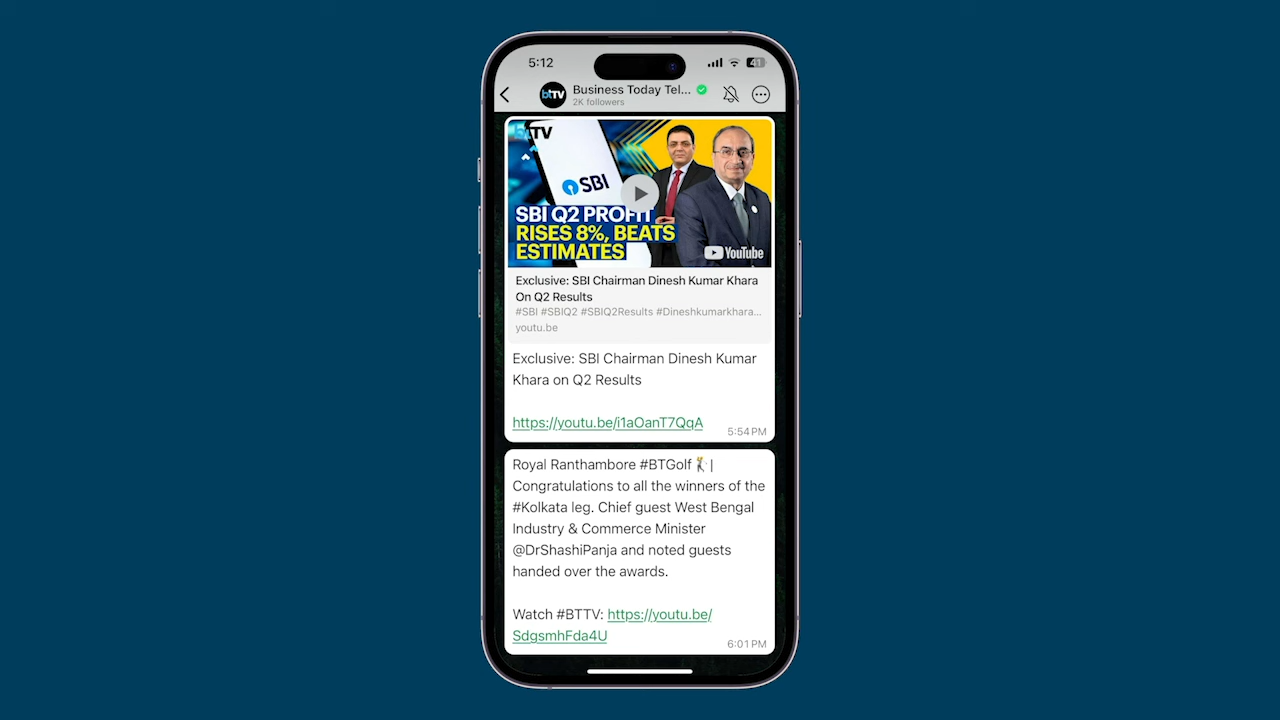 5:12
41
btTV
Business Today Tel...
2K followers
btTV
SBI
SBI Q2 PROFIT
RISES 8%, BEATS
ESTIMATES
YouTube
Exclusive: SBI Chairman Dinesh Kumar Khara
On Q2 Results
#SBI #SBIQ2 #SBIQ2Results #Dineshkumarkhara...
youtu.be
Exclusive: SBI Chairman Dinesh Kumar
Khara on Q2 Results
https://youtu.be/i1aOanT7QqA
5:54 PM
Royal Ranthambore #BTGolf🏌|
Congratulations to all the winners of the
#Kolkata leg. Chief guest West Bengal
Industry & Commerce Minister
@DrShashiPanja and noted guests
handed over the awards.
Watch #BTTV: https://youtu.be/
SdgsmhFda4U
6:01 PM